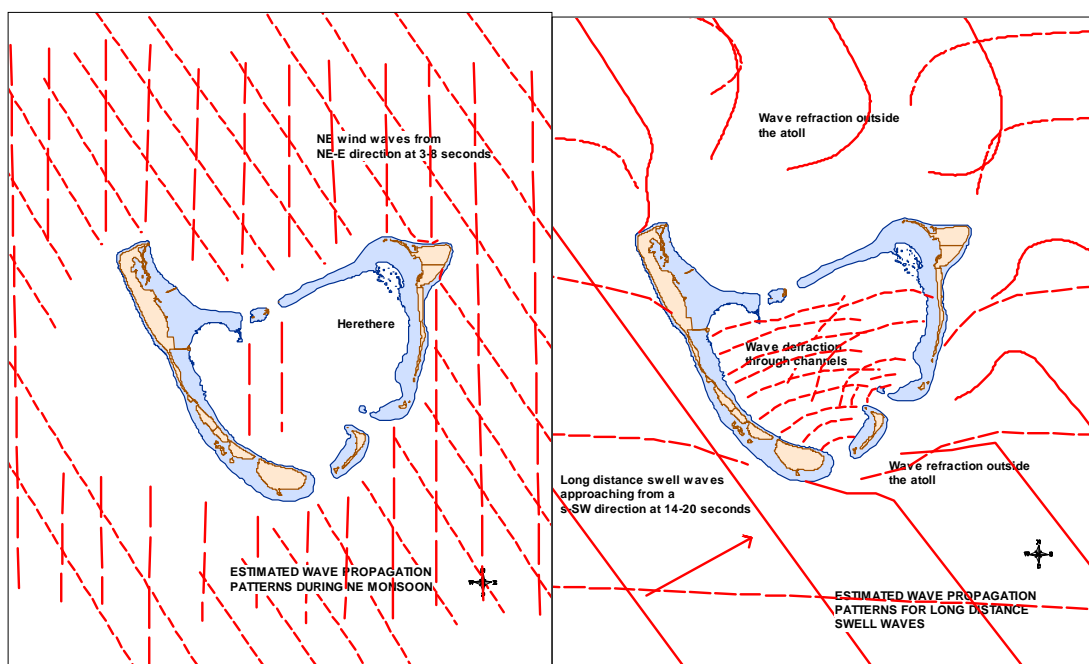 NE wind waves from
NE-E direction at 3-8 seconds
Herethere
ESTIMATED WAVE PROPAGATION
PATTERNS DURING NE MONSOON
Wave refraction outside
the atoll
Wave defraction
through channels
Wave refraction outside
the atoll
Long distance swell waves
approaching from a
s-SW direction at 14-20 seconds
ESTIMATED WAVE PROPAGATION
PATTERNS FOR LONG DISTANCE
SWELL WAVES